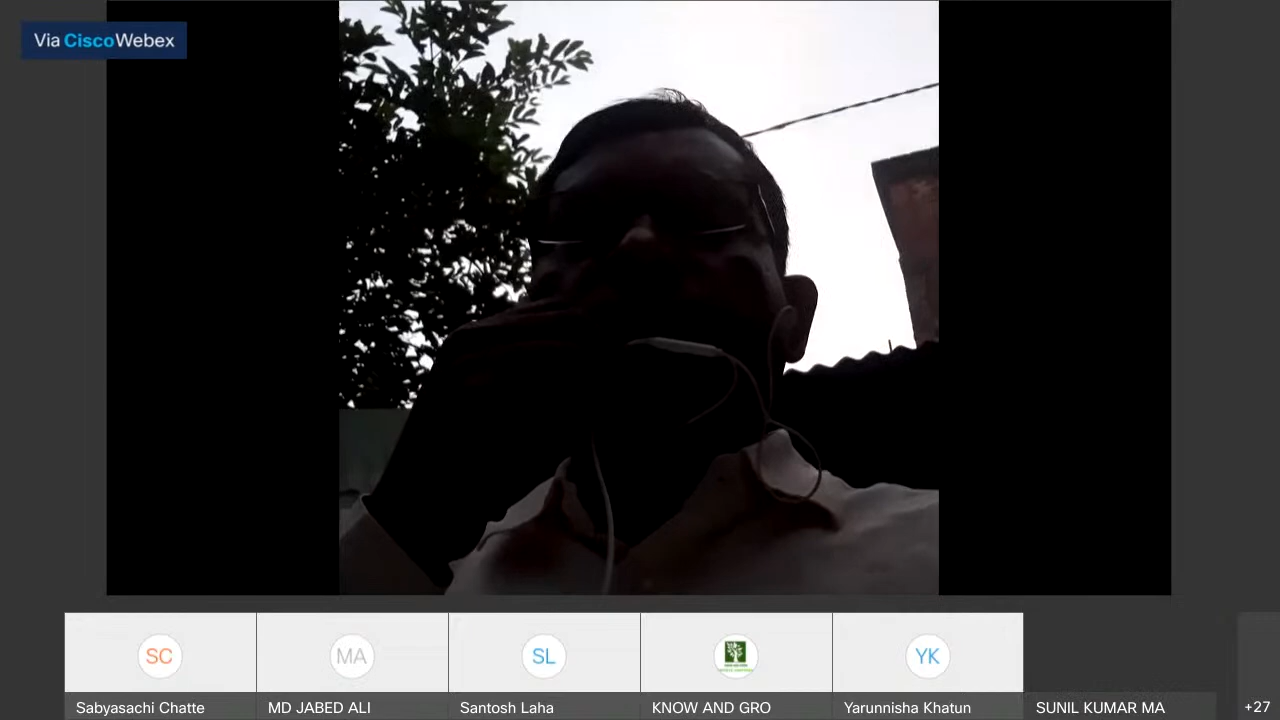 Via CiscoWebex
SC
MA
SL
YK
Sabyasachi Chatte
MD JABED ALI
Santosh Laha
KNOW AND GRO
Yarunnisha Khatun
SUNIL KUMAR MA
+27